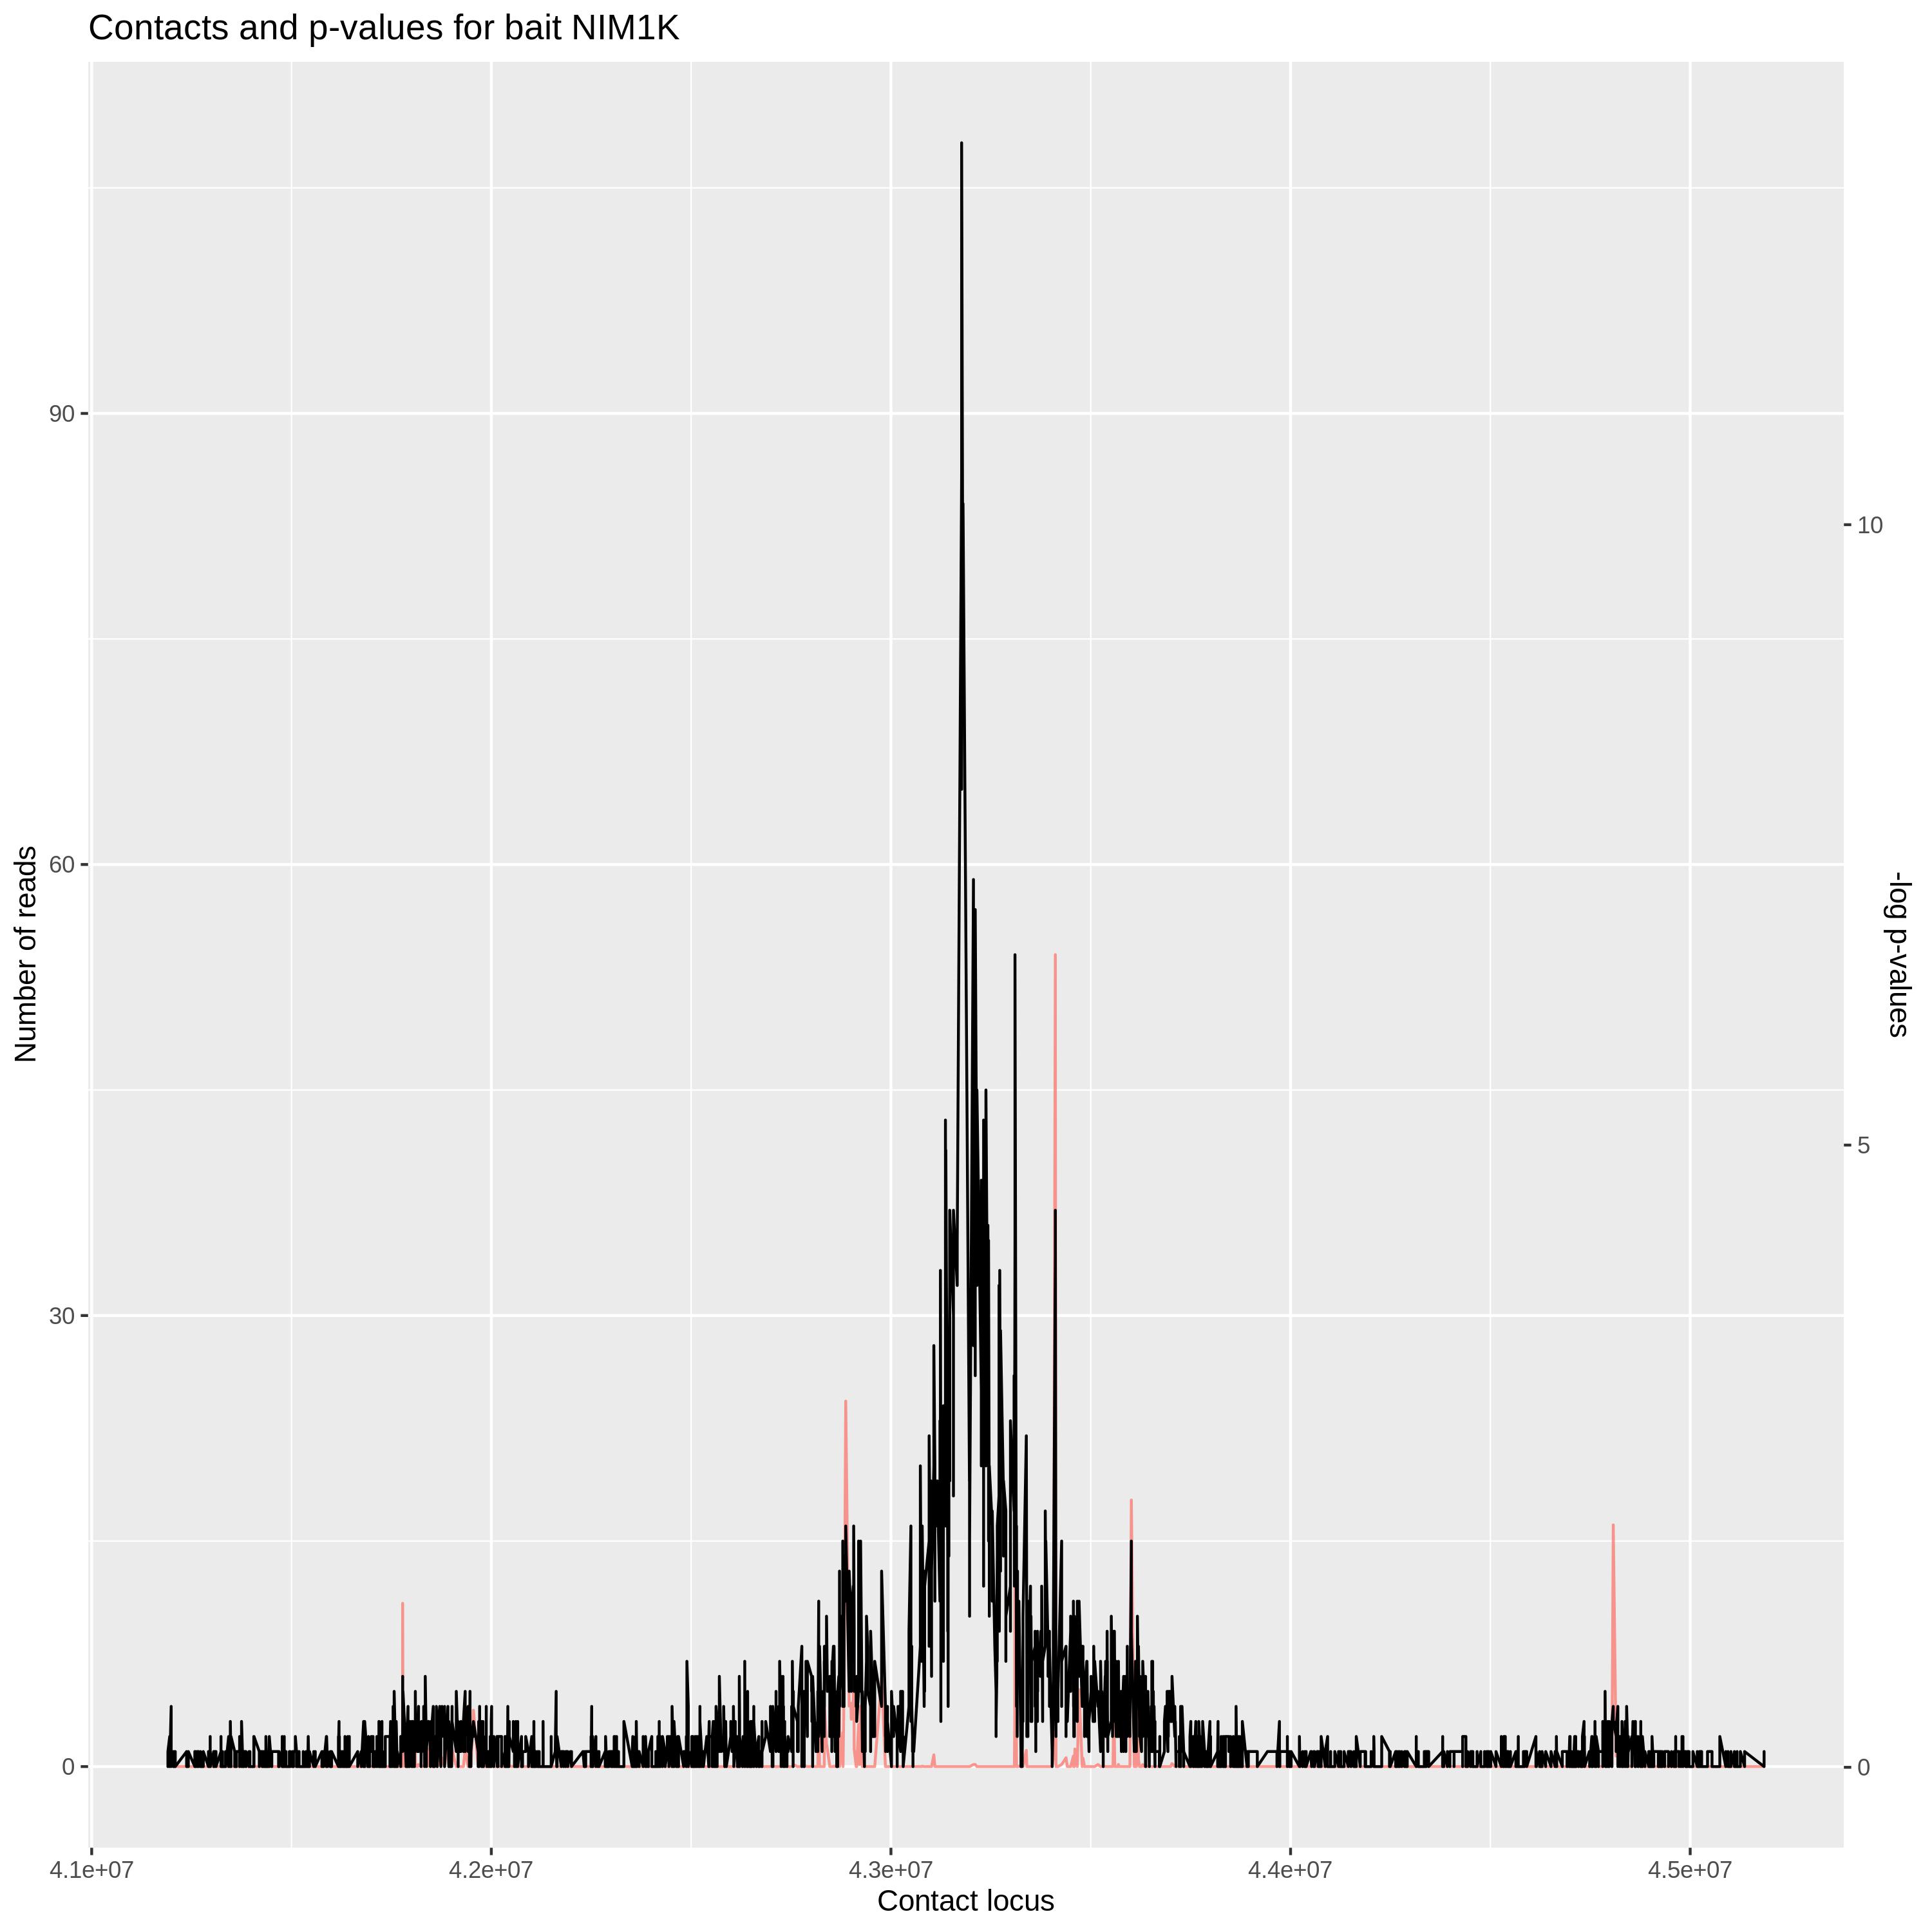 Contacts and p-values for bait NIM1K
Number of reads
90
60
30
0
10
5
0
-log p-values
4.1e+07 4.2e+07 4.3e+07 4.4e+07 4.5e+07
Contact locus